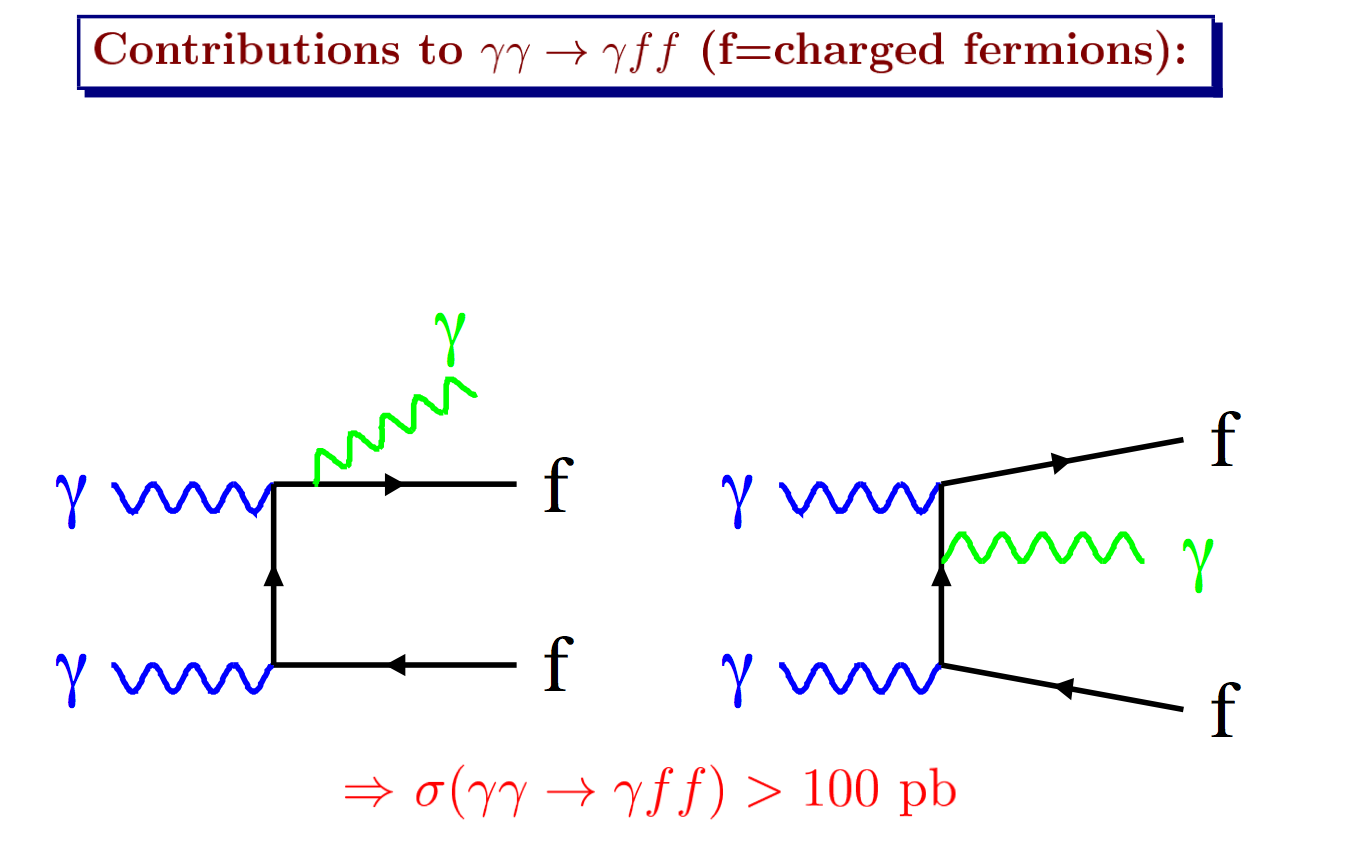 Contributions to γγ → γff (f=charged fermions):
γ
γ f
γ f
γ f
γ
γ f
⇒ σ(γγ → γff) > 100 pb